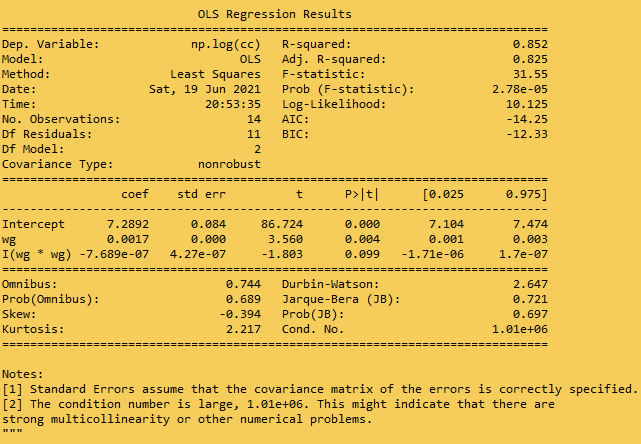 OLS Regression Results
==============================================================================
Dep. Variable:             np.log(cc)   R-squared:                       0.852
Model:                            OLS   Adj. R-squared:                  0.825
Method:                 Least Squares   F-statistic:                     31.55
Date:                Sat, 19 Jun 2021   Prob (F-statistic):           2.78e-05
Time:                        20:53:35   Log-Likelihood:                 10.125
No. Observations:                  14   AIC:                            -14.25
Df Residuals:                      11   BIC:                            -12.33
Df Model:                           2
Covariance Type:            nonrobust
==============================================================================
                 coef    std err          t      P>|t|      [0.025      0.975]
------------------------------------------------------------------------------
Intercept      7.2892      0.084     86.724      0.000       7.104       7.474
wg             0.0017      0.000      3.560      0.004       0.001       0.003
I(wg * wg) -7.689e-07   4.27e-07     -1.803      0.099   -1.71e-06     1.7e-07
==============================================================================
Omnibus:                        0.744   Durbin-Watson:                   2.647
Prob(Omnibus):                  0.689   Jarque-Bera (JB):                0.721
Skew:                          -0.394   Prob(JB):                        0.697
Kurtosis:                       2.217   Cond. No.                     1.01e+06
==============================================================================
Notes:
[1] Standard Errors assume that the covariance matrix of the errors is correctly specified.
[2] The condition number is large, 1.01e+06. This might indicate that there are
strong multicollinearity or other numerical problems.
"""